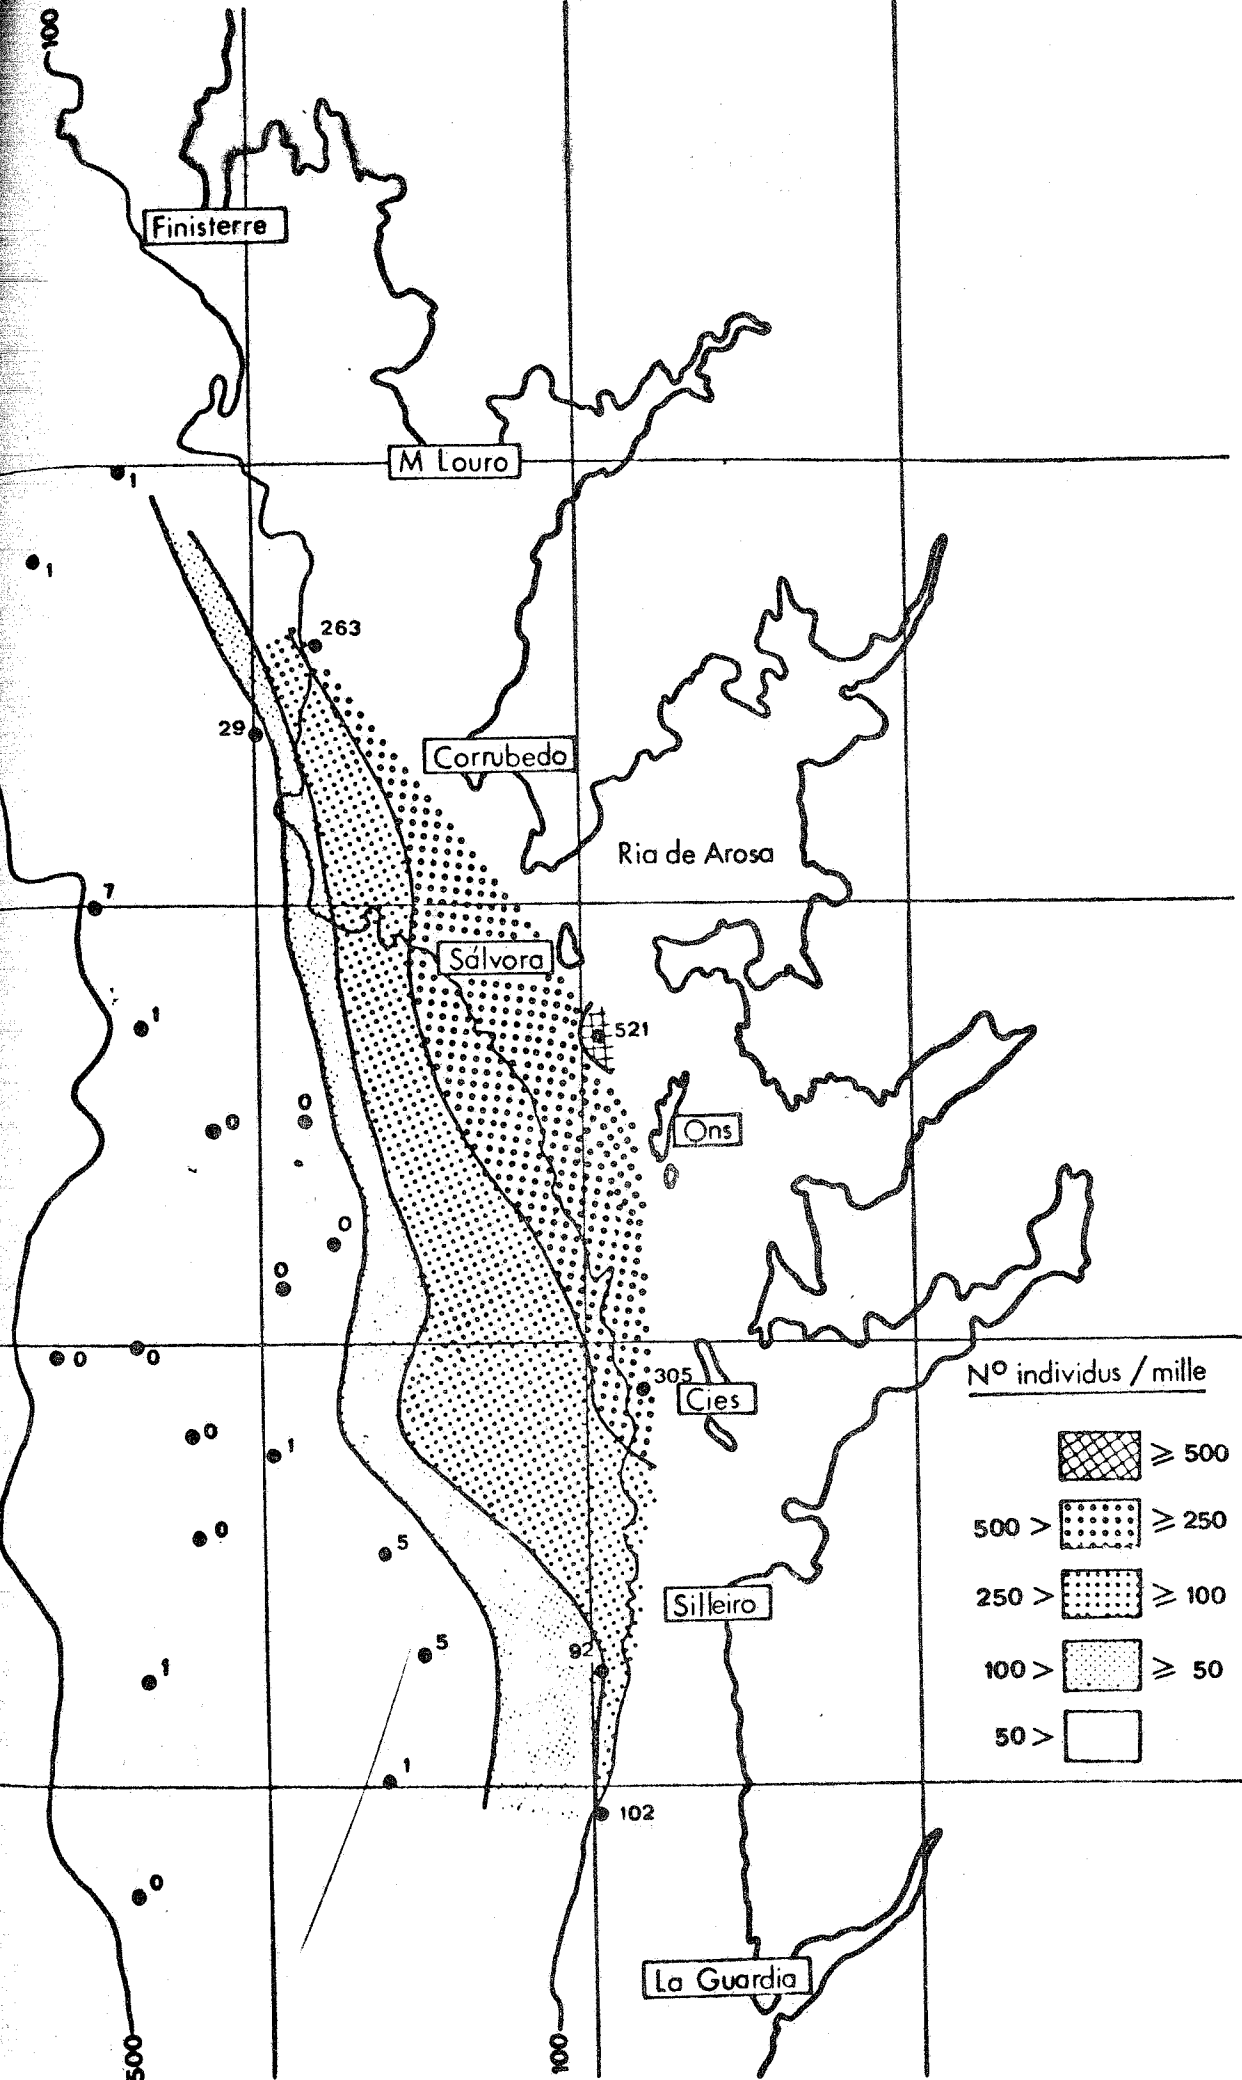 100
Finisterre
M Louro
1
1
263
29
Corrubedo
Ria de Arosa
7
Sálvora
1
521
0
0
Ons
0
0
0
0
305
Cies
Nº individus / mille
0
1
≥ 500
500 > ≥ 250
0
5
250 > ≥ 100
Silleiro
5
92
100 > ≥ 50
1
50 >
1
102
0
La Guardia
500
100